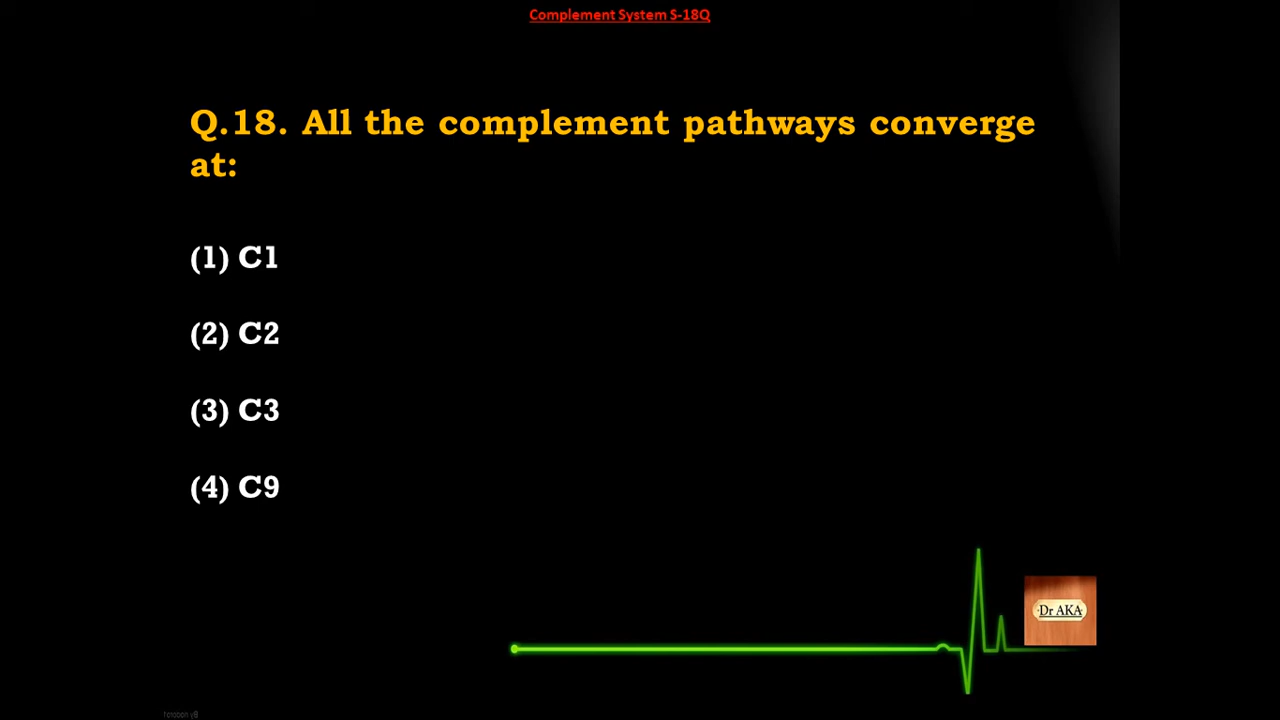 Complement System S-18Q
Q.18. All the complement pathways converge
at:
(1) C1
(2) C2
(3) C3
(4) C9
Dr AKA